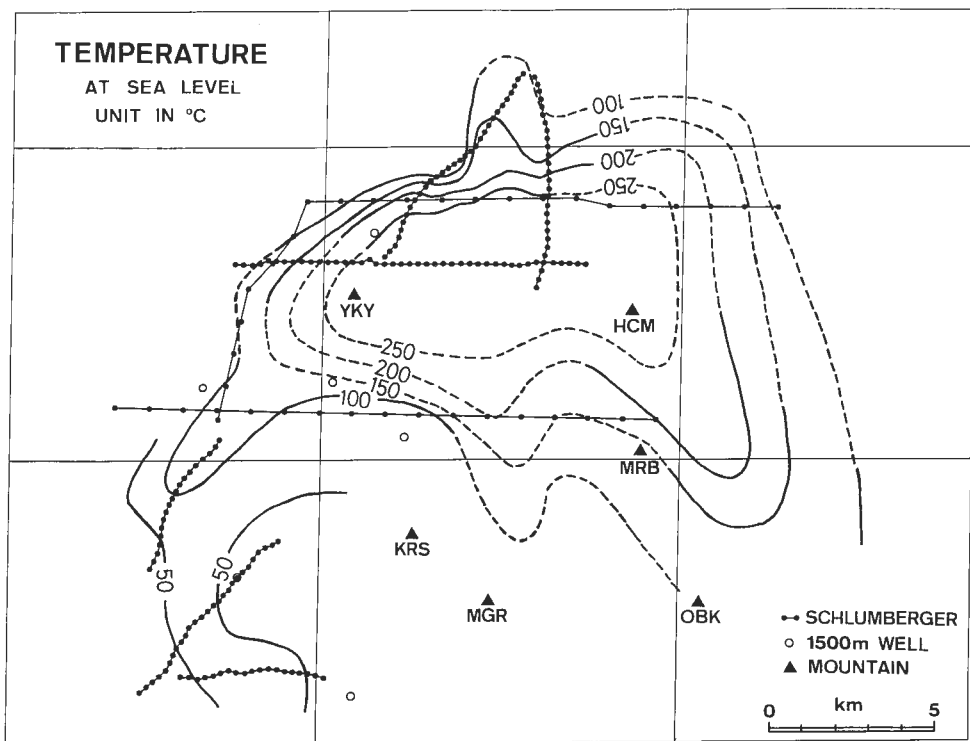 TEMPERATURE
AT SEA LEVEL
UNIT IN °C
100
150
200
250
YKY
HCM
250
200
150
100
MRB
KRS
50
50
MGR
OBK
SCHLUMBERGER
1500m WELL
MOUNTAIN
km
0 5